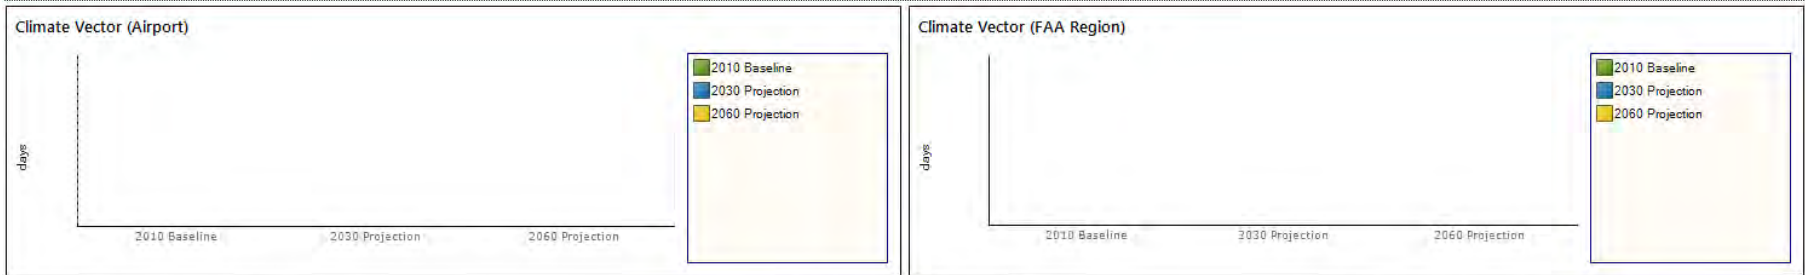 Climate Vector (Airport)
2010 Baseline
2030 Projection
2060 Projection
days
2010 Baseline 2030 Projection 2060 Projection
Climate Vector (FAA Region)
2010 Baseline
2030 Projection
2060 Projection
days
2010 Baseline 2030 Projection 2060 Projection